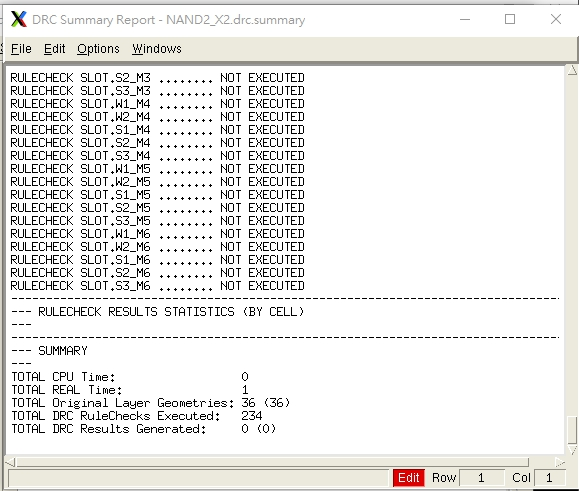 DRC Summary Report - NAND2_X2.drc.summary
File Edit Options Windows
RULECHECK SLOT.S2_M3 ........ NOT EXECUTED
RULECHECK SLOT.S3_M3 ........ NOT EXECUTED
RULECHECK SLOT.W1_M4 ........ NOT EXECUTED
RULECHECK SLOT.W2_M4 ........ NOT EXECUTED
RULECHECK SLOT.S1_M4 ........ NOT EXECUTED
RULECHECK SLOT.S2_M4 ........ NOT EXECUTED
RULECHECK SLOT.S3_M4 ........ NOT EXECUTED
RULECHECK SLOT.W1_M5 ........ NOT EXECUTED
RULECHECK SLOT.W2_M5 ........ NOT EXECUTED
RULECHECK SLOT.S1_M5 ........ NOT EXECUTED
RULECHECK SLOT.S2_M5 ........ NOT EXECUTED
RULECHECK SLOT.S3_M5 ........ NOT EXECUTED
RULECHECK SLOT.W1_M6 ........ NOT EXECUTED
RULECHECK SLOT.W2_M6 ........ NOT EXECUTED
RULECHECK SLOT.S1_M6 ........ NOT EXECUTED
RULECHECK SLOT.S2_M6 ........ NOT EXECUTED
RULECHECK SLOT.S3_M6 ........ NOT EXECUTED
--- RULECHECK RESULTS STATISTICS (BY CELL)
---
--- SUMMARY
---
TOTAL CPU Time: 0
TOTAL REAL Time: 1
TOTAL Original Layer Geometries: 36 (36)
TOTAL DRC RuleChecks Executed: 234
TOTAL DRC Results Generated: 0 (0)
Edit Row 1 Col 1